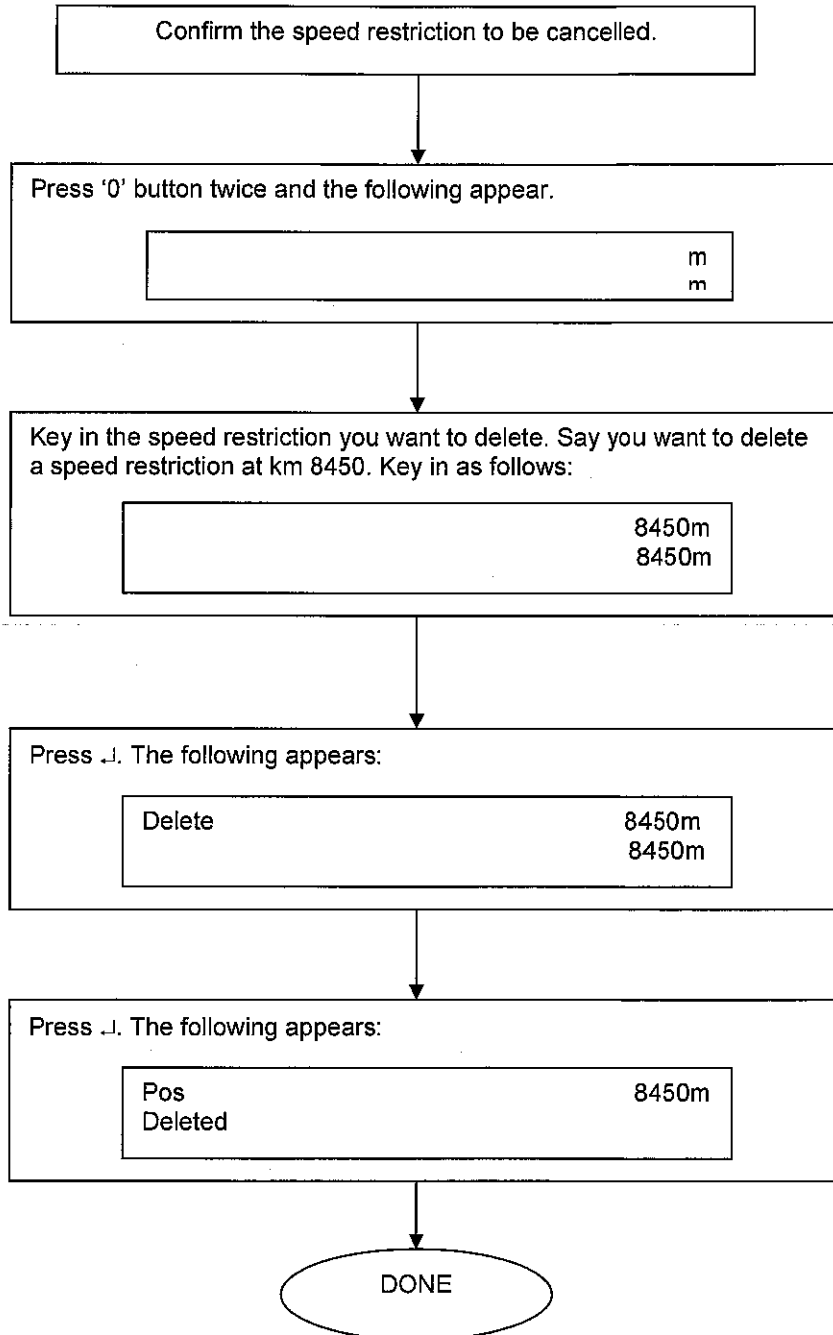 Confirm the speed restriction to be cancelled.
Press ‘0’ button twice and the following appear.
m
m
Key in the speed restriction you want to delete. Say you want to delete
a speed restriction at km 8450. Key in as follows:
8450m
8450m
Press ↵. The following appears:
Delete 8450m
8450m
Press ↵. The following appears:
Pos 8450m
Deleted
DONE